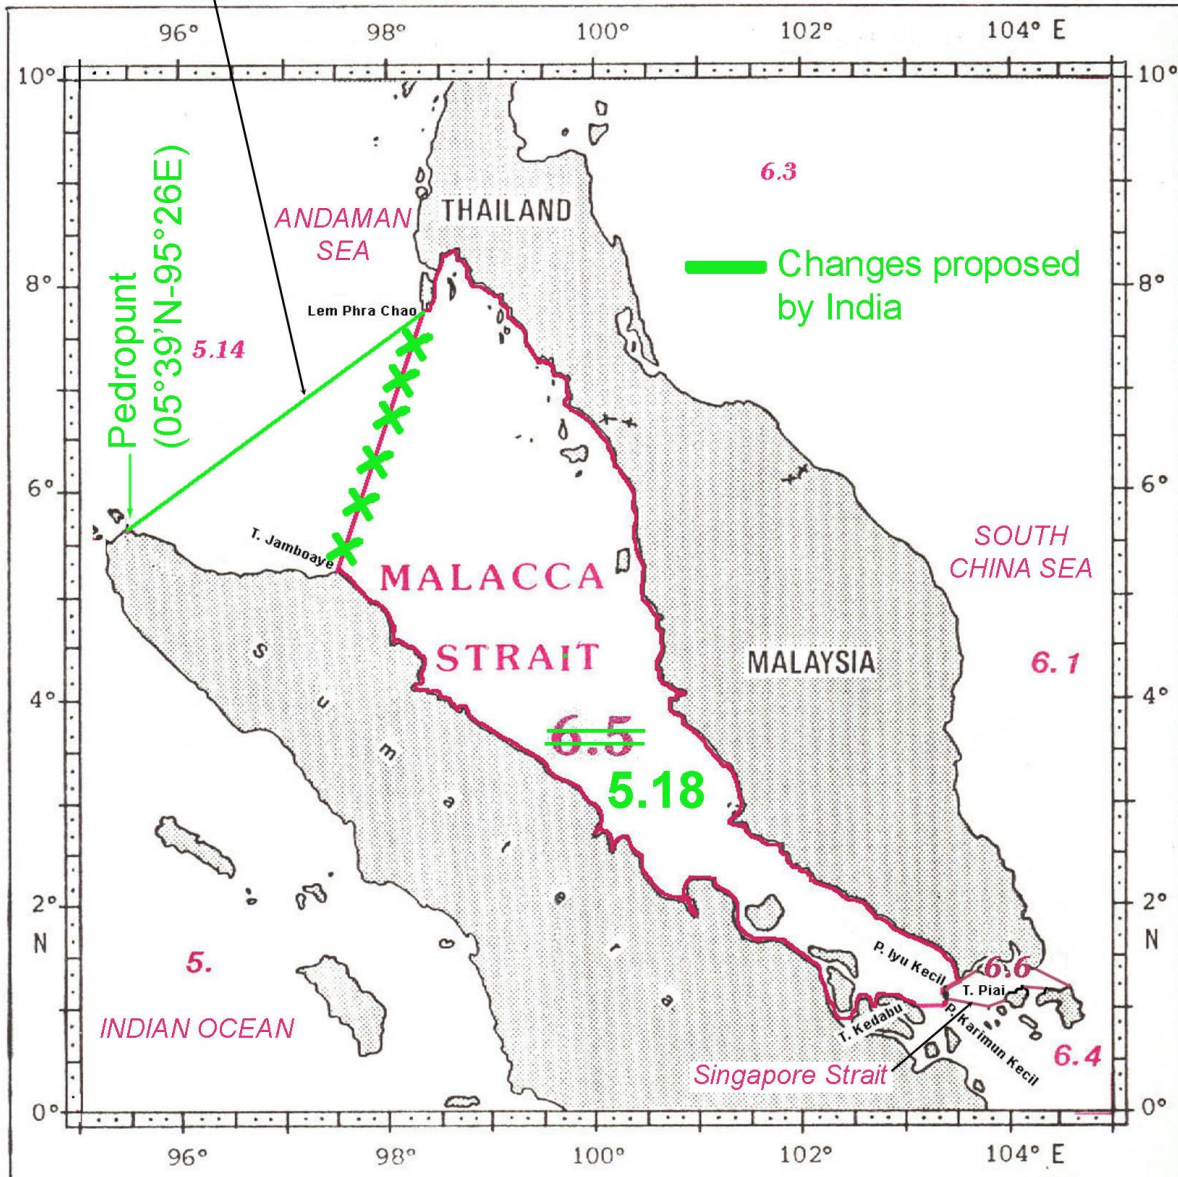 96°
98°
100°
102°
104° E
10°
10°
6.3
THAILAND
ANDAMAN
SEA
Changes proposed
by India
8°
8°
Lem Phra Chao
5.14
Pedropunt
(05°39'N-95°26E)
6°
6°
T. Jamboaye
SOUTH
CHINA SEA
MALACCA
STRAIT
MALAYSIA
6.1
4°
4°
6.5
5.18
Sumatera
2°
2°
N
N
P. Iyu Kecil
6.6
T. Piai
5.
T. Kedabu
P. Karimun Kecil
INDIAN OCEAN
6.4
Singapore Strait
0°
0°
96°
98°
100°
102°
104° E